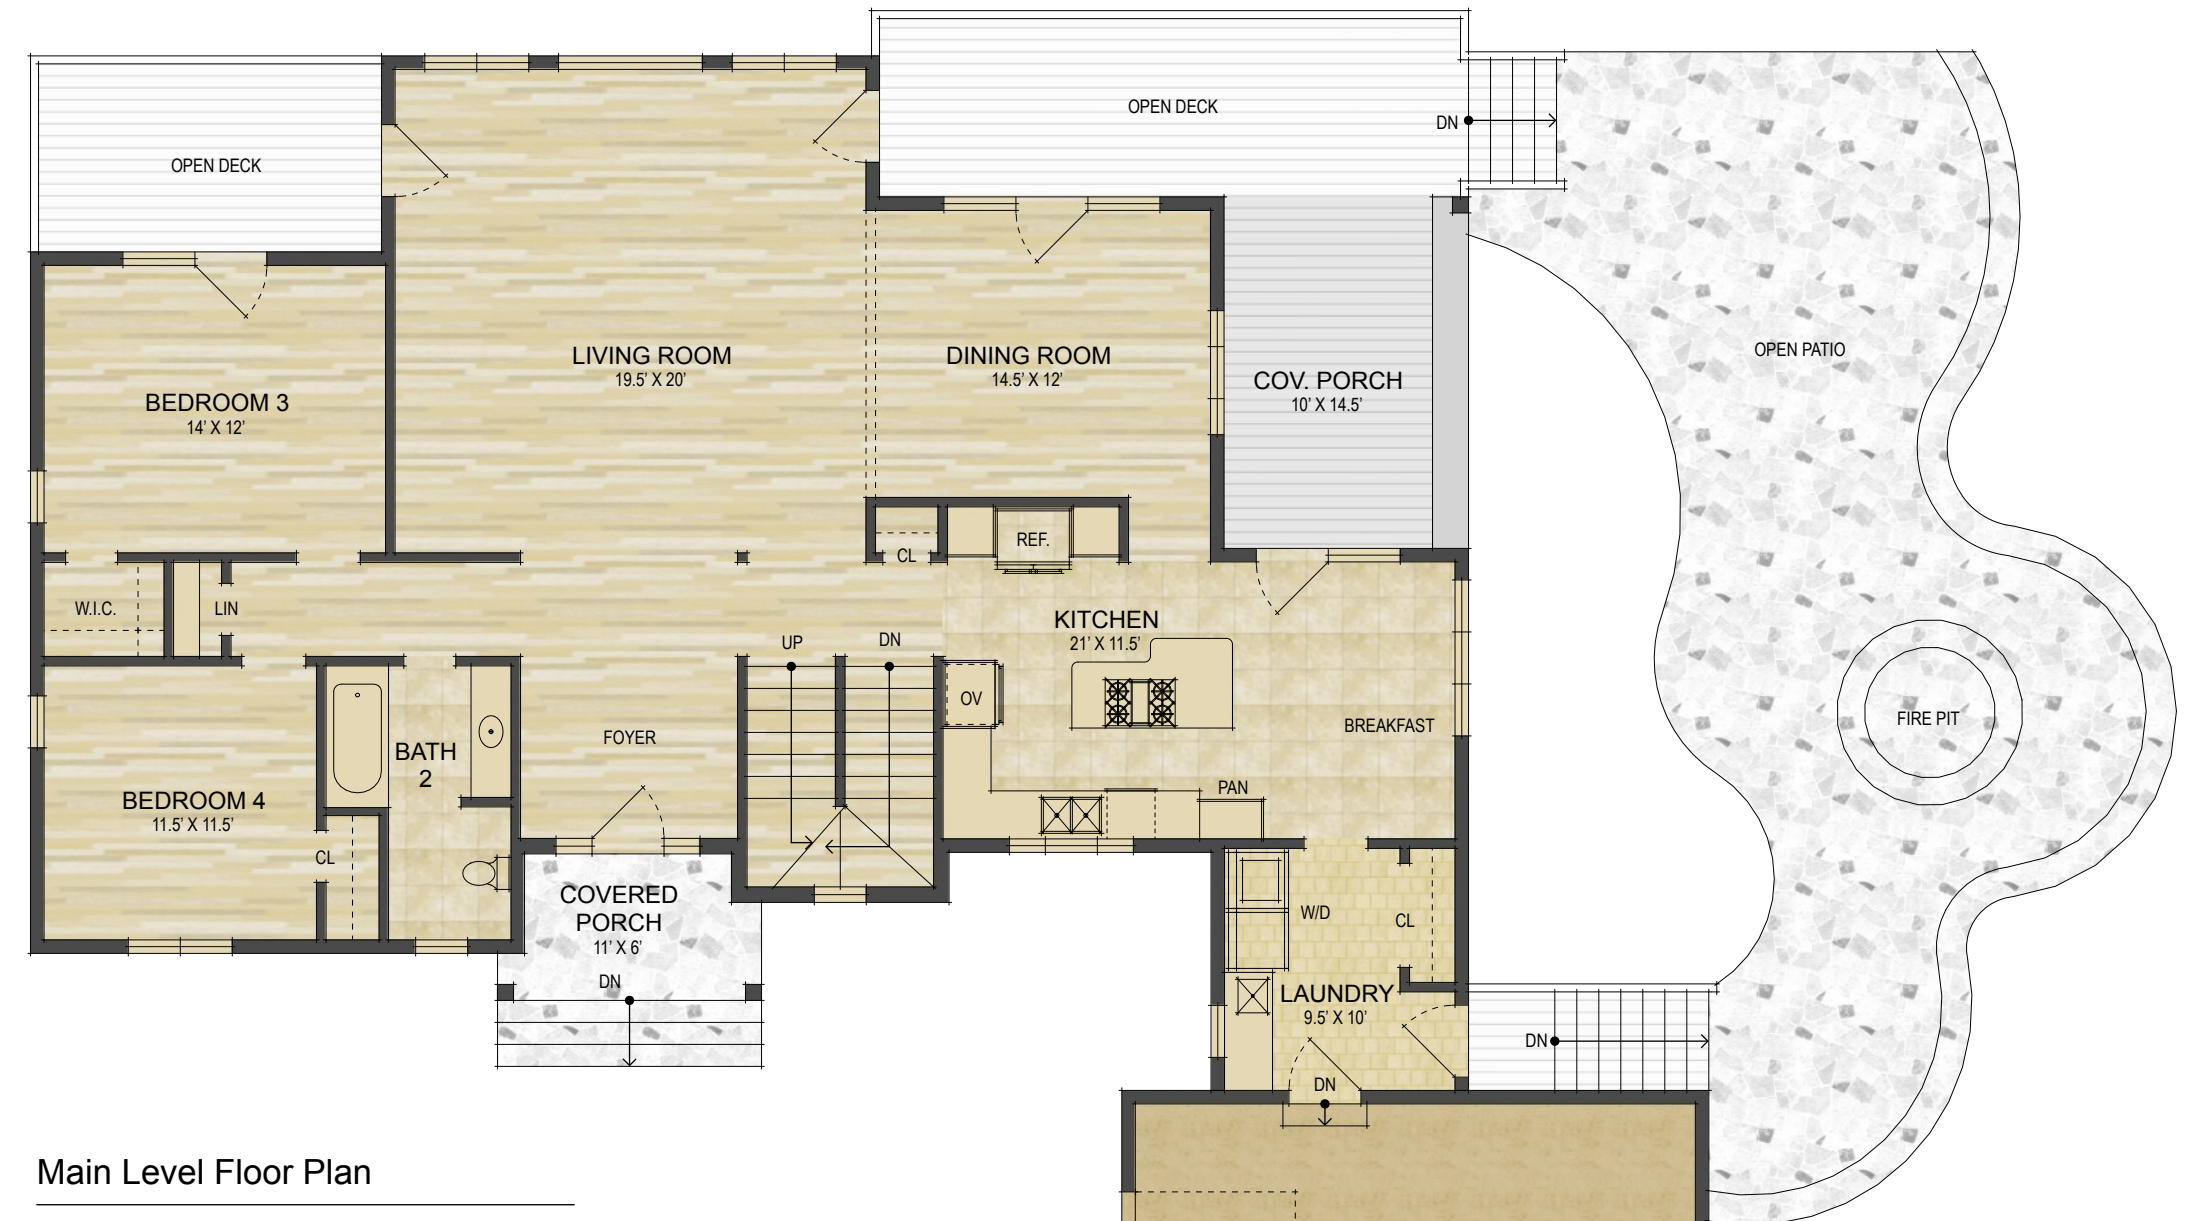 OPEN DECK
DN
OPEN DECK
OPEN PATIO
LIVING ROOM
19.5' X 20'
DINING ROOM
14.5' X 12'
COV. PORCH
10' X 14.5'
BEDROOM 3
14' X 12'
REF.
CL
W.I.C.
LIN
KITCHEN
21' X 11.5'
UP
DN
OV
BREAKFAST
FIRE PIT
FOYER
BATH
2
PAN
BEDROOM 4
11.5' X 11.5'
CL
COVERED
PORCH
11' X 6'
DN
W/D
CL
LAUNDRY
9.5' X 10'
DN
DN
Main Level Floor Plan